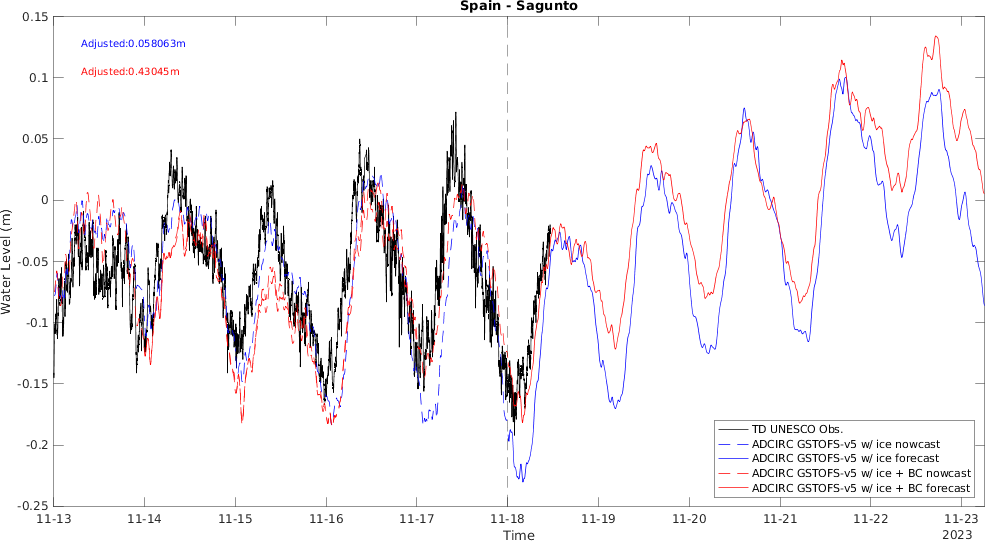 Spain - Sagunto
0.15
0.1
0.05
0
-0.05
-0.1
-0.15
-0.2
-0.25
Water Level (m)
Adjusted:0.058063m
Adjusted:0.43045m
TD UNESCO Obs.
ADCIRC GSTOFS-v5 w/ ice nowcast
ADCIRC GSTOFS-v5 w/ ice forecast
ADCIRC GSTOFS-v5 w/ ice + BC nowcast
ADCIRC GSTOFS-v5 w/ ice + BC forecast
11-13 11-14 11-15 11-16 11-17 11-18 11-19 11-20 11-21 11-22 11-23
Time
2023